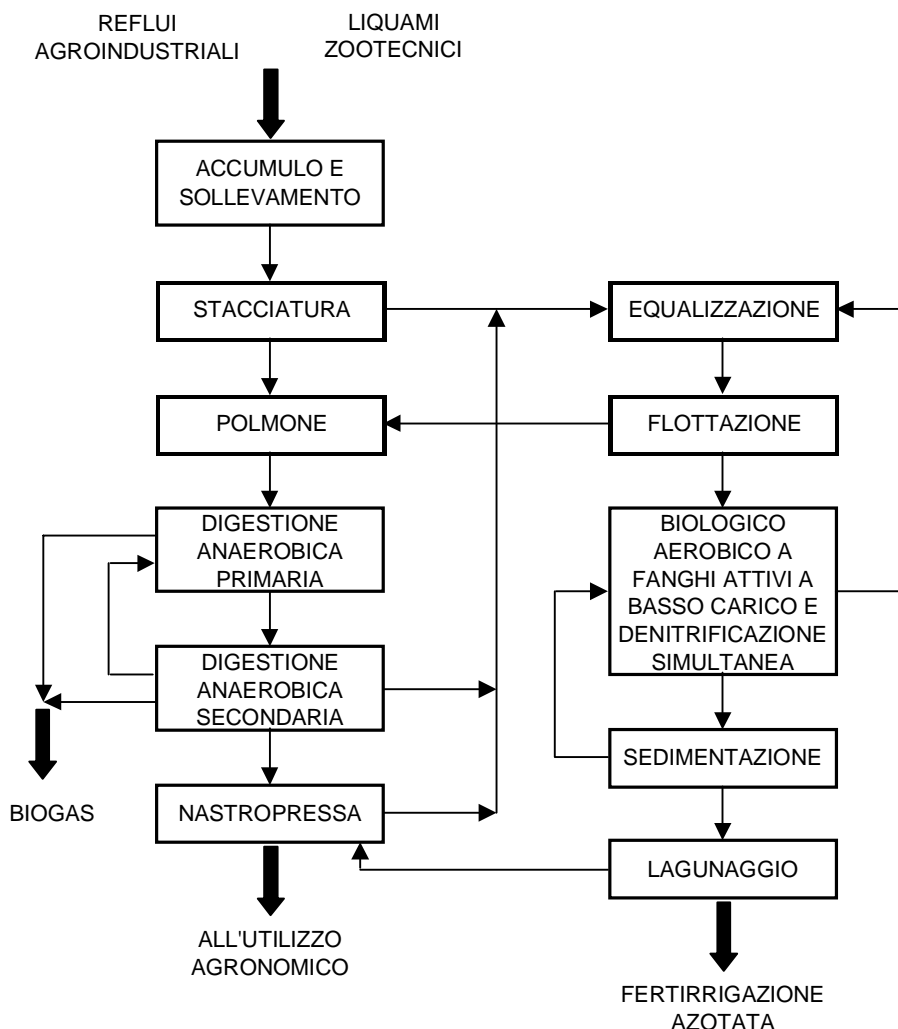 REFLUI
AGROINDUSTRIALI
LIQUAMI
ZOOTECNICI
ACCUMULO E
SOLLEVAMENTO
STACCIATURA
EQUALIZZAZIONE
POLMONE
FLOTTAZIONE
DIGESTIONE
ANAEROBICA
PRIMARIA
BIOLOGICO
AEROBICO A
FANGHI ATTIVI A
BASSO CARICO E
DENITRIFICAZIONE
SIMULTANEA
DIGESTIONE
ANAEROBICA
SECONDARIA
SEDIMENTAZIONE
BIOGAS
NASTROPRESSA
LAGUNAGGIO
ALL'UTILIZZO
AGRONOMICO
FERTIRRIGAZIONE
AZOTATA